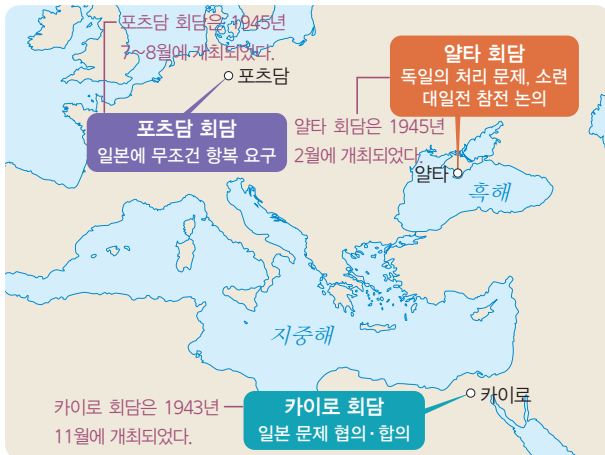 포츠담 회담은 1945년
7~8월에 개최되었다.
포츠담
포츠담 회담
일본에 무조건 항복 요구
얄타 회담
독일의 처리 문제, 소련
대일전 참전 논의
얄타 회담은 1945년
2월에 개최되었다.
얄타
흑해
지중해
카이로 회담은 1943년
11월에 개최되었다.
카이로 회담
일본 문제 협의·합의
카이로